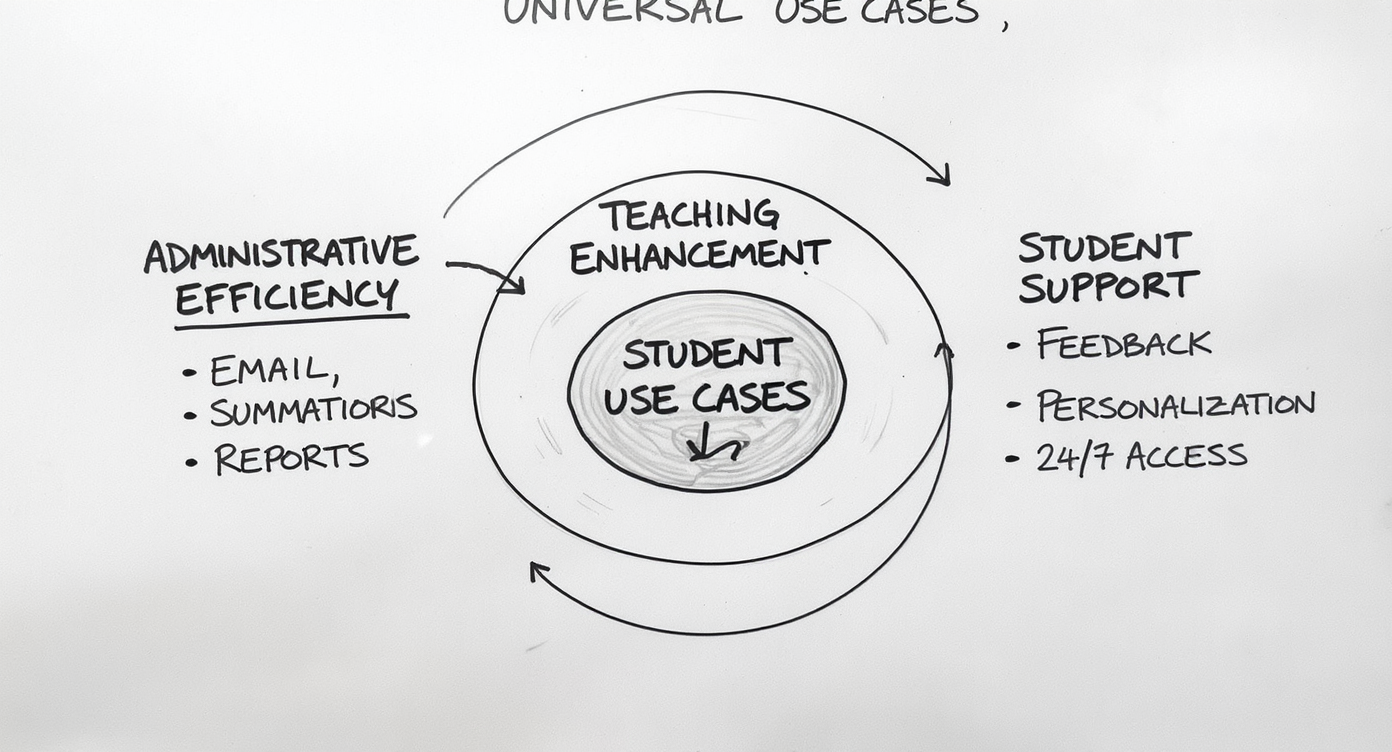 UNIVERSAL USE CASES,
ADMINISTRATIVE
EFFICIENCY
• EMAIL,
• SUMMATIORIS
• REPORTS
TEACHING
ENHANCEMENT
STUDENT
USE CASES
STUDENT
SUPPORT
- FEEDBACK
- PERSONALIZATION
• 24/7 ACCESS